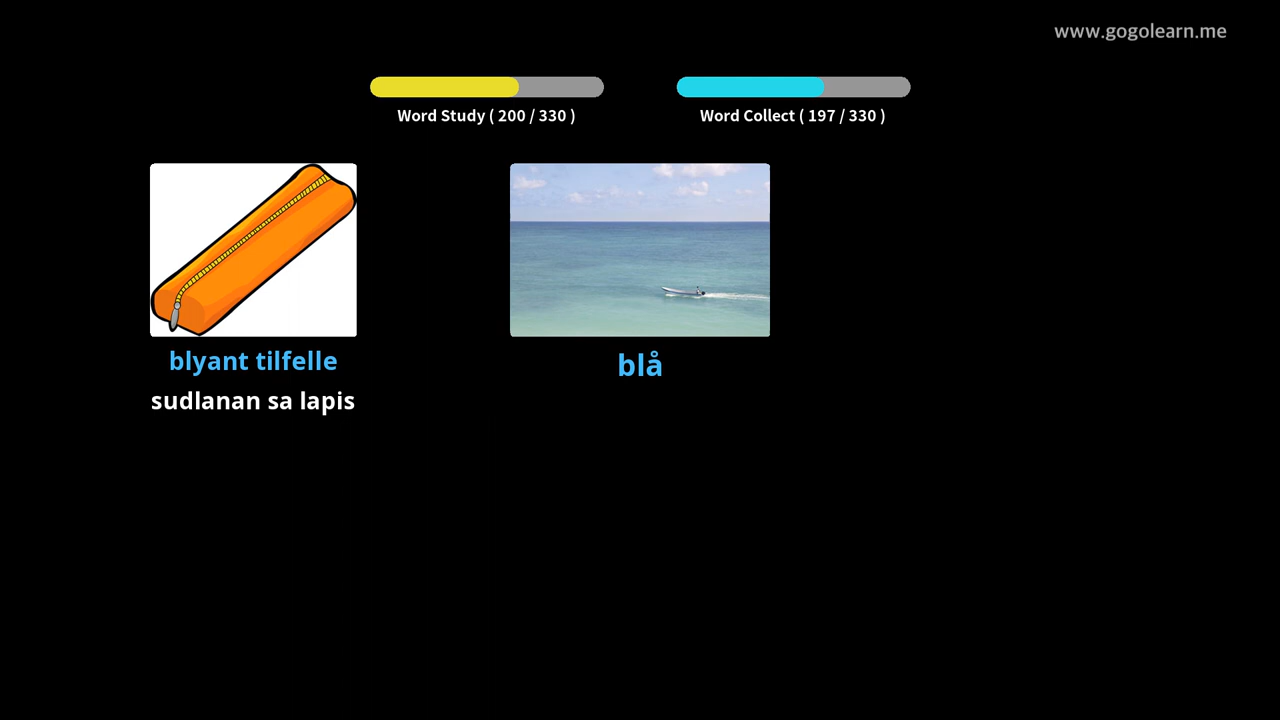 www.gogolearn.me
Word Study ( 200 / 330 )
Word Collect ( 197 / 330 )
blyant tilfelle
sudlanan sa lapis
blå